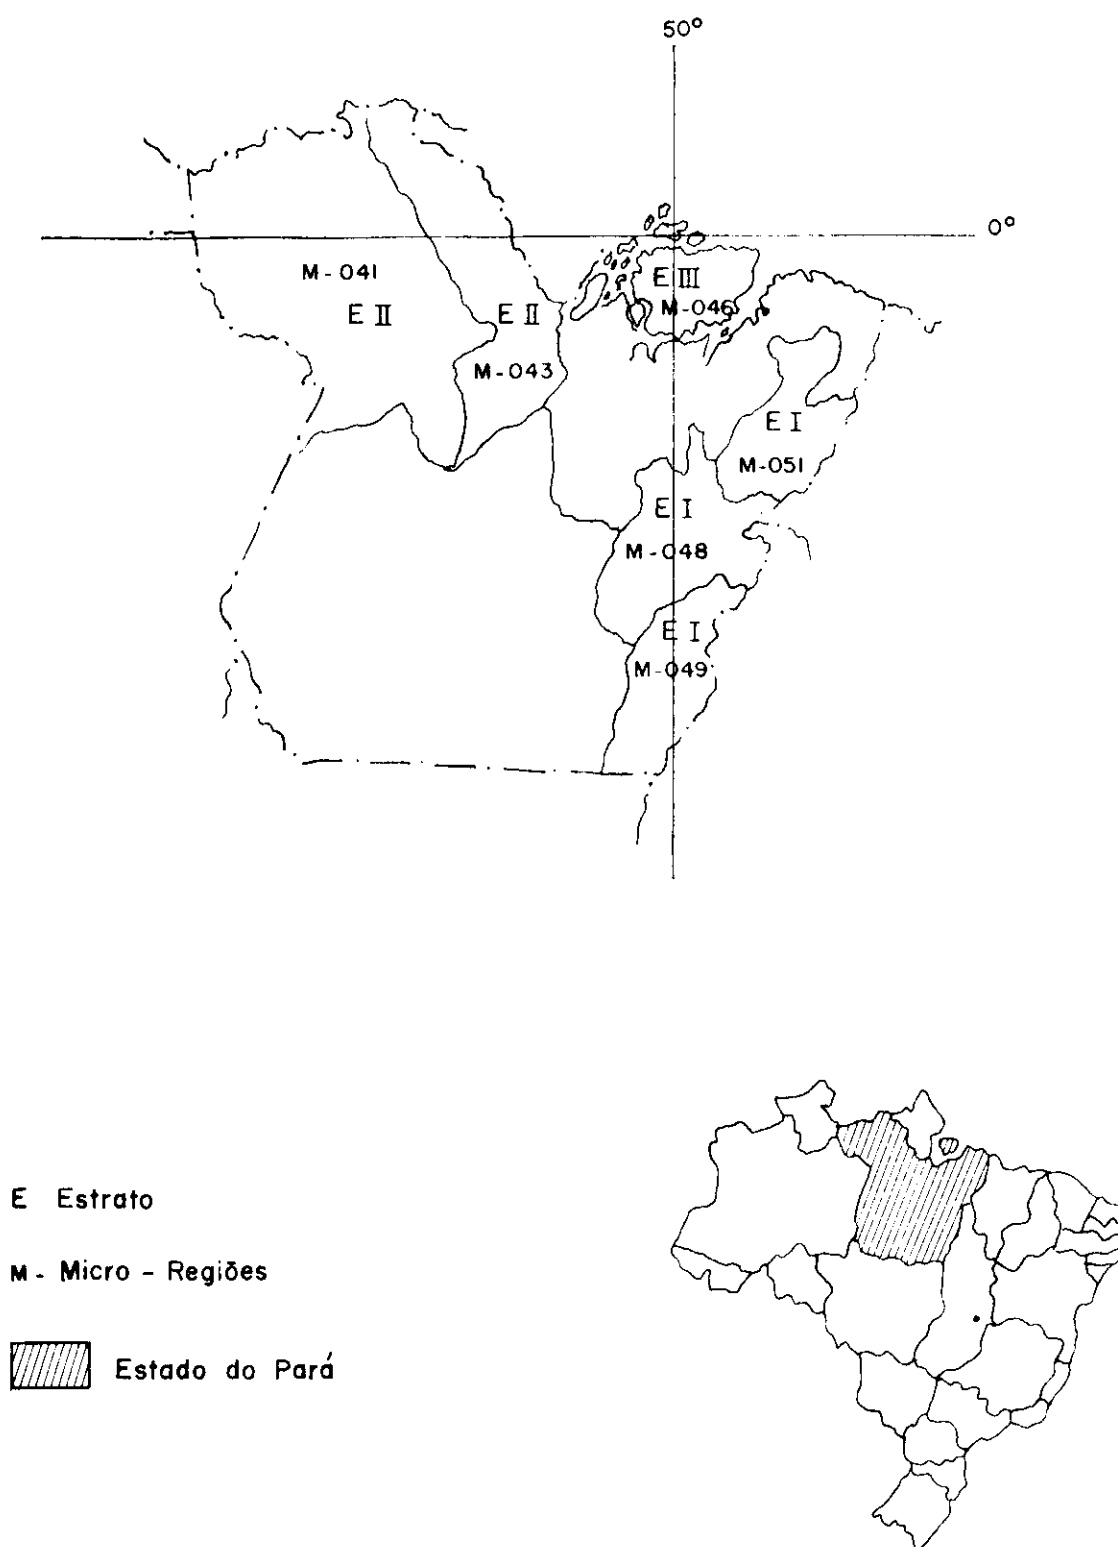 50°
0°
M-041
E II
E II
M-043
E III
M-046
E I
M-051
E I
M-048
E I
M-049
E Estrato
M - Micro - Regiões
Estado do Pará